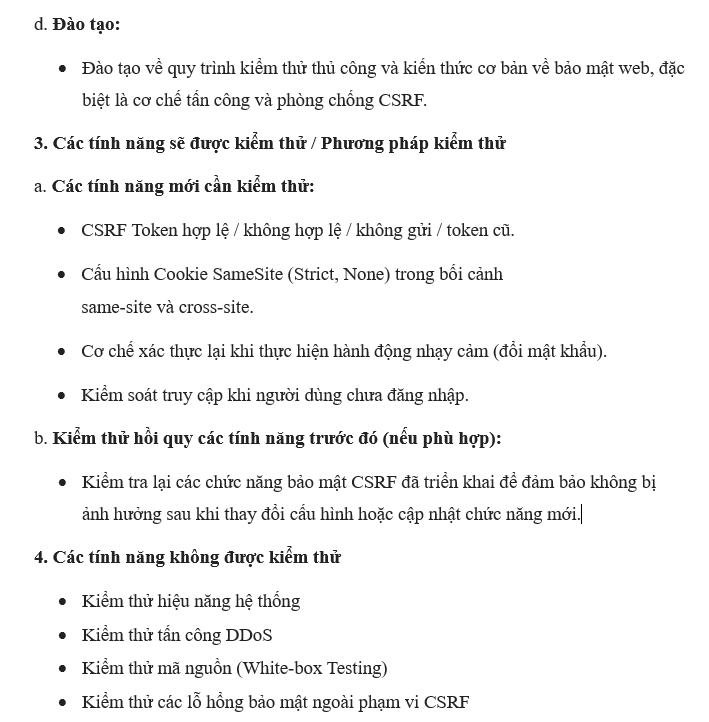 d. Đào tạo:
• Đào tạo về quy trình kiểm thử thủ công và kiến thức cơ bản về bảo mật web, đặc
biệt là cơ chế tấn công và phòng chống CSRF.
3. Các tính năng sẽ được kiểm thử / Phương pháp kiểm thử
a. Các tính năng mới cần kiểm thử:
• CSRF Token hợp lệ / không hợp lệ / không gửi / token cũ.
• Cấu hình Cookie SameSite (Strict, None) trong bối cảnh
same-site và cross-site.
• Cơ chế xác thực lại khi thực hiện hành động nhạy cảm (đổi mật khẩu).
• Kiểm soát truy cập khi người dùng chưa đăng nhập.
b. Kiểm thử hồi quy các tính năng trước đó (nếu phù hợp):
• Kiểm tra lại các chức năng bảo mật CSRF đã triển khai để đảm bảo không bị
ảnh hưởng sau khi thay đổi cấu hình hoặc cập nhật chức năng mới.
4. Các tính năng không được kiểm thử
• Kiểm thử hiệu năng hệ thống
• Kiểm thử tấn công DDoS
• Kiểm thử mã nguồn (White-box Testing)
• Kiểm thử các lỗ hổng bảo mật ngoài phạm vi CSRF